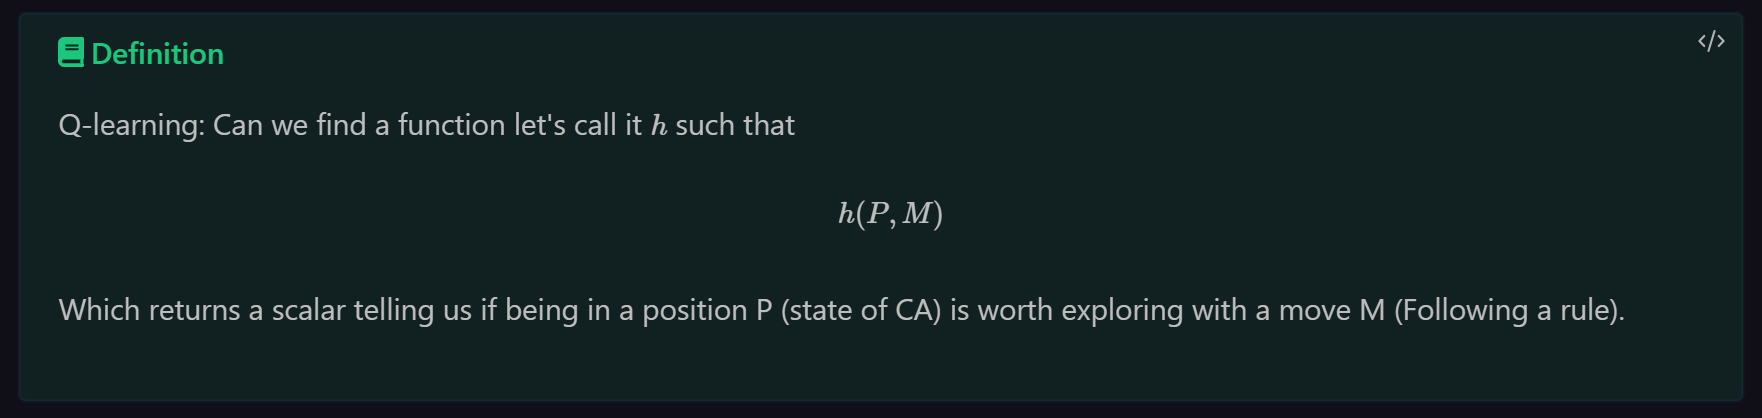 Definition
</>
Q-learning: Can we find a function let's call it h such that
h(P, M)
Which returns a scalar telling us if being in a position P (state of CA) is worth exploring with a move M (Following a rule).